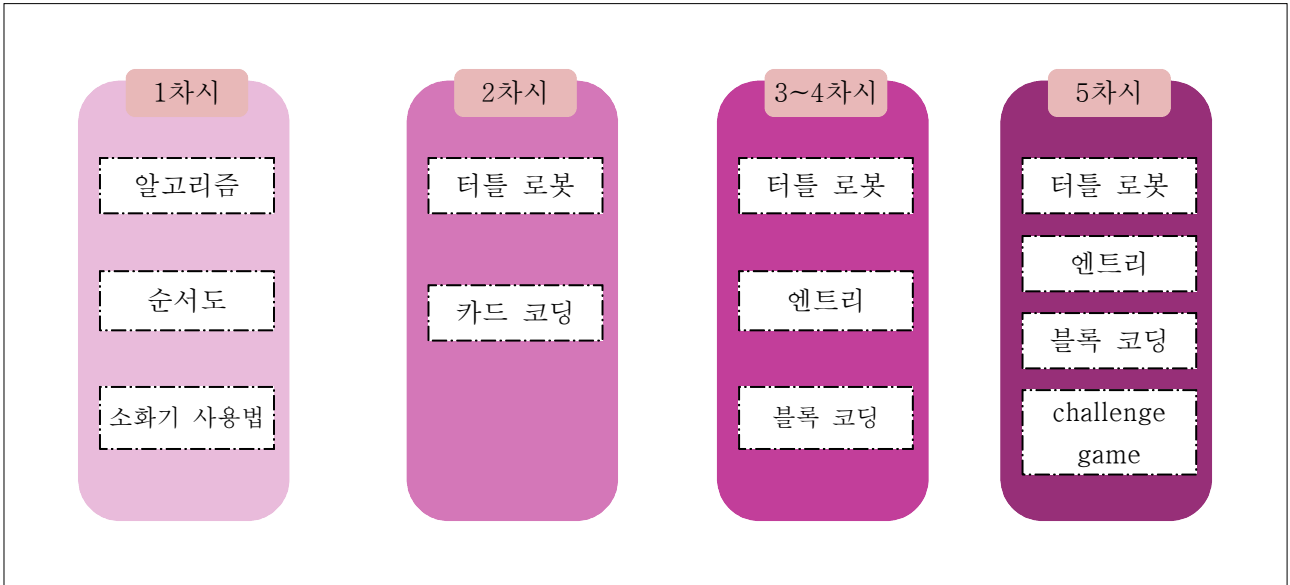 1차시
알고리즘
순서도
소화기 사용법
2차시
터틀 로봇
카드 코딩
3~4차시
터틀 로봇
엔트리
블록 코딩
5차시
터틀 로봇
엔트리
블록 코딩
challenge
game